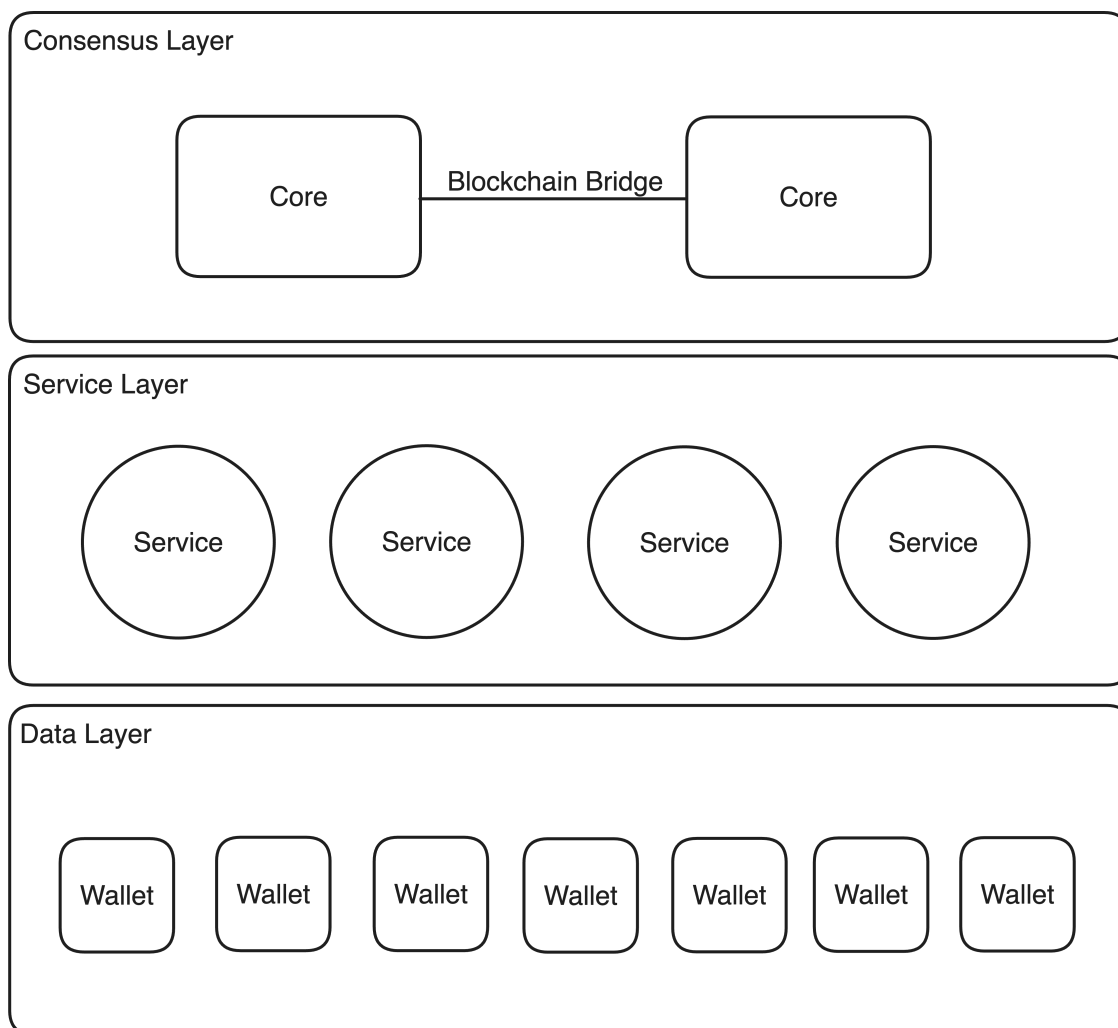 Consensus Layer
Core
Blockchain Bridge
Core
Service Layer
Service
Service
Service
Service
Data Layer
Wallet
Wallet
Wallet
Wallet
Wallet
Wallet
Wallet